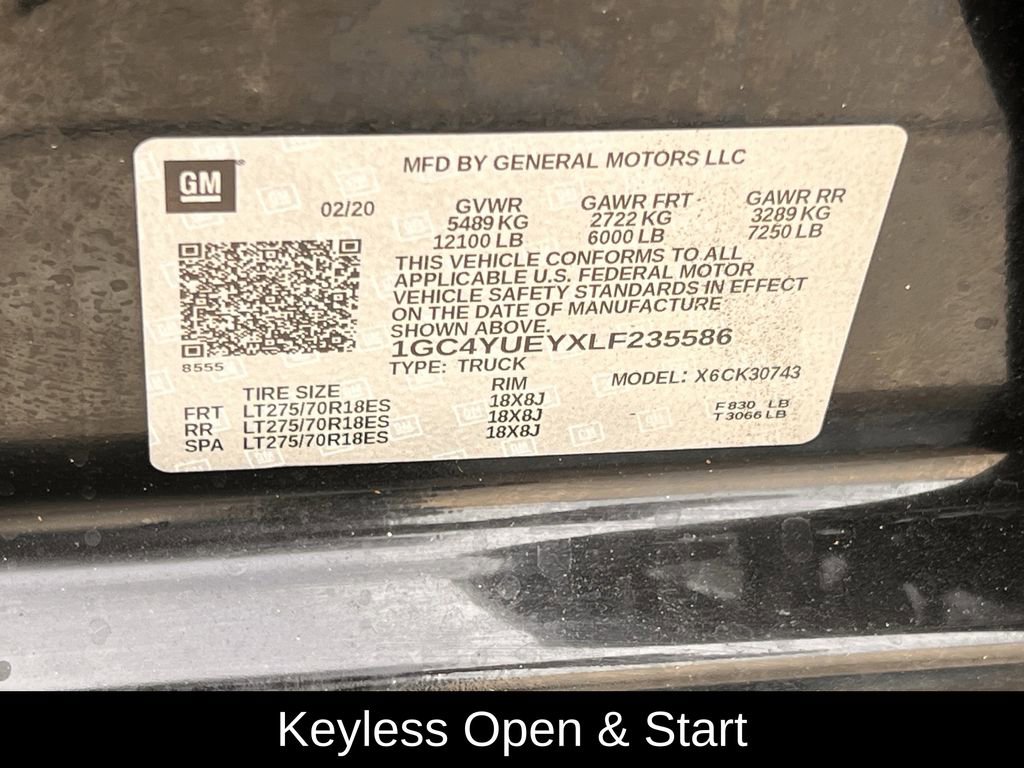 GM
MFD BY GENERAL MOTORS LLC
02/20
GVWR GAWR FRT GAWR RR
5489 KG 2722 KG 3289 KG
12100 LB 6000 LB 7250 LB
THIS VEHICLE CONFORMS TO ALL
APPLICABLE U.S. FEDERAL MOTOR
VEHICLE SAFETY STANDARDS IN EFFECT
ON THE DATE OF MANUFACTURE
SHOWN ABOVE.
8555
1GC4YUEYXLF235586
TYPE: TRUCK MODEL: X6CK30743
TIRE SIZE RIM
FRT LT275/70R18ES 18X8J
RR LT275/70R18ES 18X8J
SPA LT275/70R18ES 18X8J
F 830 LB
T 3066 LB
Keyless Open & Start